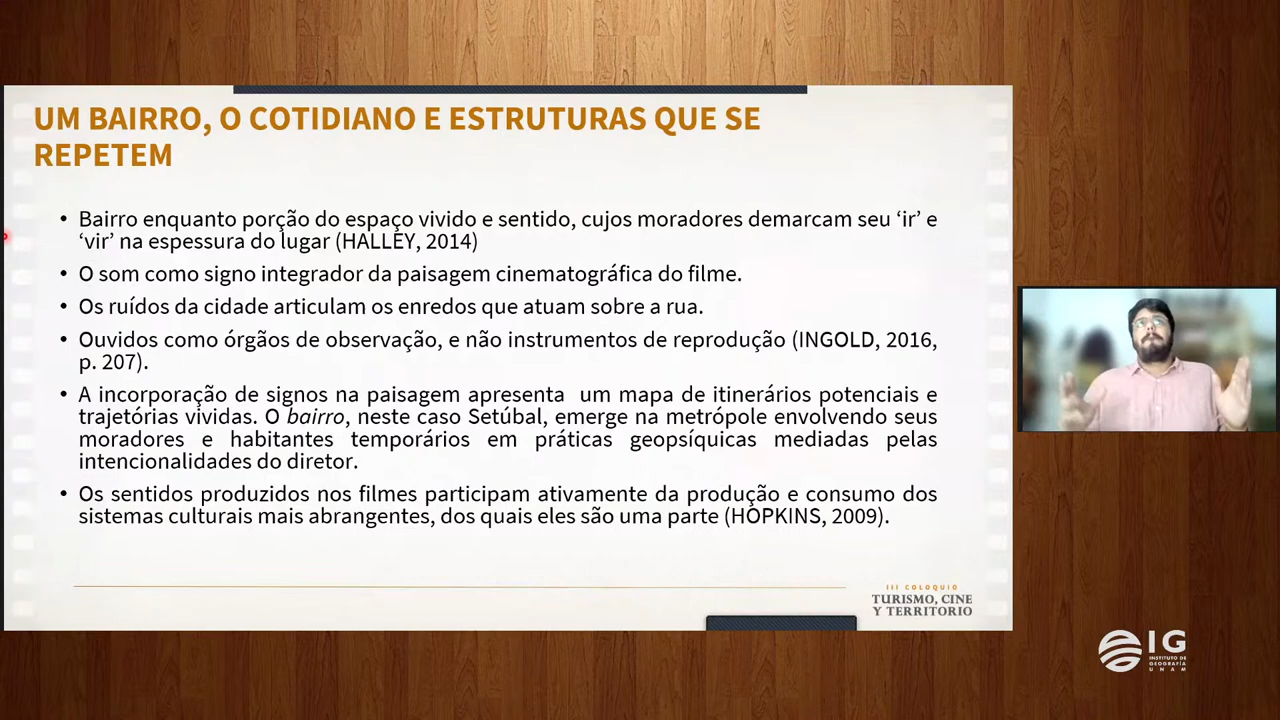 UM BAIRRO, O COTIDIANO E ESTRUTURAS QUE SE
REPETEM
• Bairro enquanto porção do espaço vivido e sentido, cujos moradores demarcam seu ‘ir’ e
‘vir’ na espessura do lugar (HALLEY, 2014)
• O som como signo integrador da paisagem cinematográfica do filme.
• Os ruídos da cidade articulam os enredos que atuam sobre a rua.
• Ouvidos como órgãos de observação, e não instrumentos de reprodução (INGOLD, 2016,
p. 207).
• A incorporação de signos na paisagem apresenta um mapa de itinerários potenciais e
trajetórias vividas. O bairro, neste caso Setúbal, emerge na metrópole envolvendo seus
moradores e habitantes temporários em práticas geopsíquicas mediadas pelas
intencionalidades do diretor.
• Os sentidos produzidos nos filmes participam ativamente da produção e consumo dos
sistemas culturais mais abrangentes, dos quais eles são uma parte (HOPKINS, 2009).
III COLOQUIO
TURISMO, CINE
Y TERRITORIO
IG
INSTITUTO DE
GEOGRAFÍA
UNAM